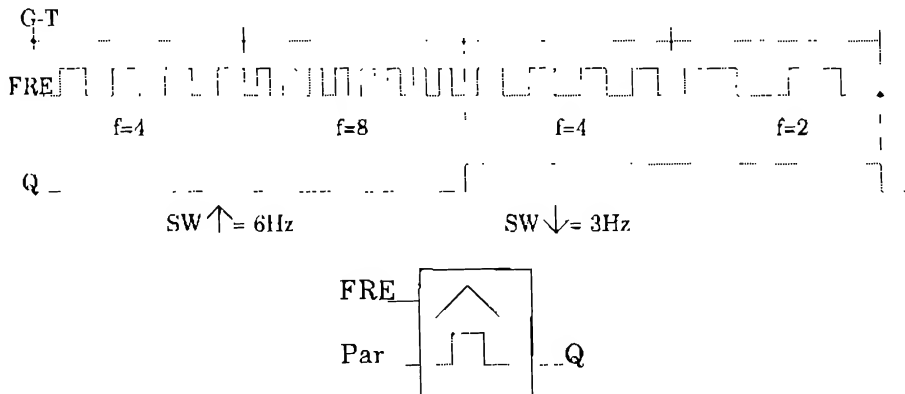 G-T
FRE
f=4 f=8 f=4 f=2
Q
SW ↑ = 6Hz SW ↓ = 3Hz
FRE
Par Q